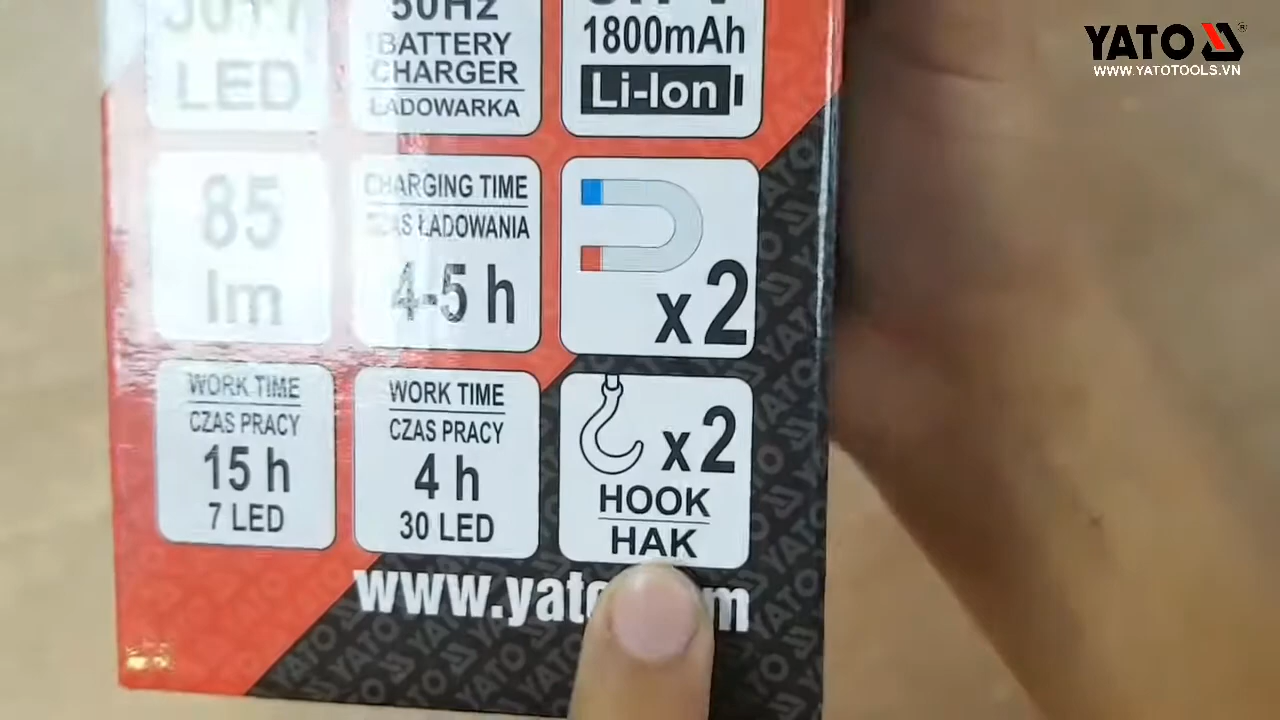 YATO
WWW.YATOTOOLS.VN
30+7
LED
50Hz
BATTERY
CHARGER
ŁADOWARKA
1800mAh
Li-Ion
85
lm
CHARGING TIME
CZAS ŁADOWANIA
4-5 h
x2
WORK TIME
CZAS PRACY
15 h
7 LED
WORK TIME
CZAS PRACY
4 h
30 LED
x2
HOOK
HAK
YATO